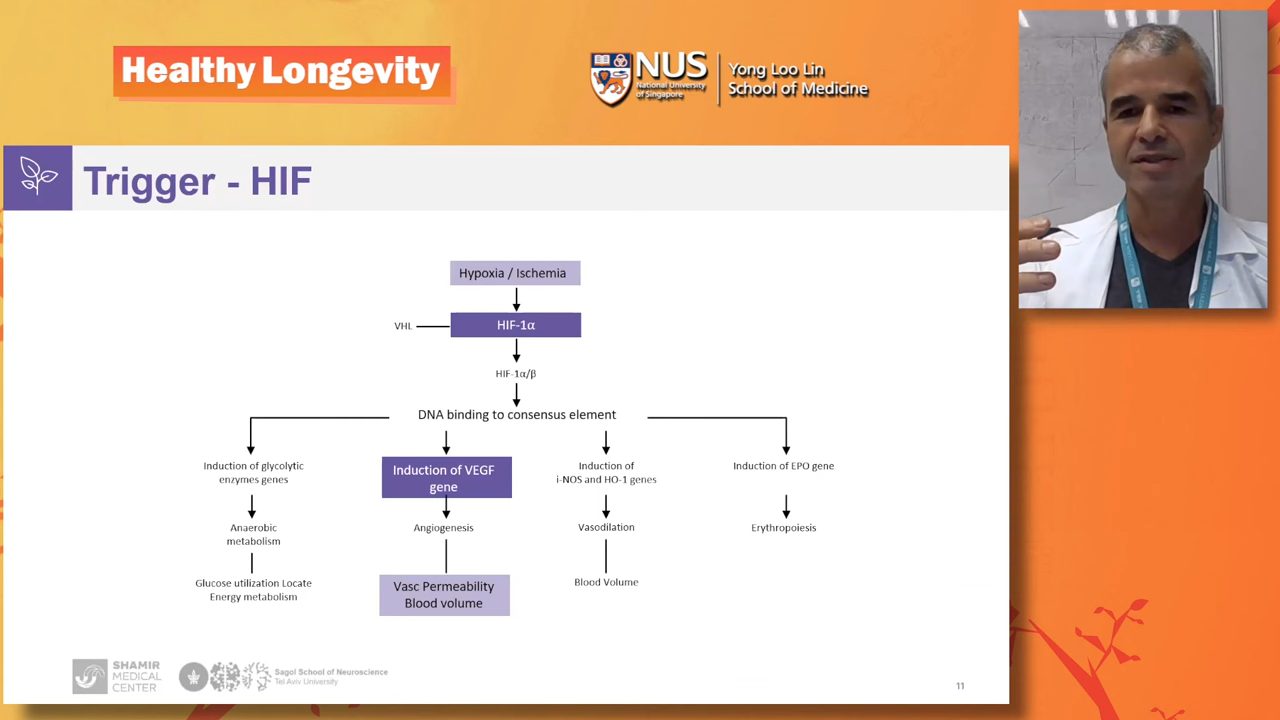 Healthy Longevity
NUS
National University
of Singapore
Yong Loo Lin
School of Medicine
Trigger - HIF
Hypoxia / Ischemia
VHL
HIF-1α
HIF-1α/β
DNA binding to consensus element
Induction of glycolytic
enzymes genes
Anaerobic
metabolism
Glucose utilization Locate
Energy metabolism
Induction of VEGF
gene
Angiogenesis
Vasc Permeability
Blood volume
Induction of
i-NOS and HO-1 genes
Vasodilation
Blood Volume
Induction of EPO gene
Erythropoiesis
SHAMIR
MEDICAL
CENTER
Sagol School of Neuroscience
Tel Aviv University
11